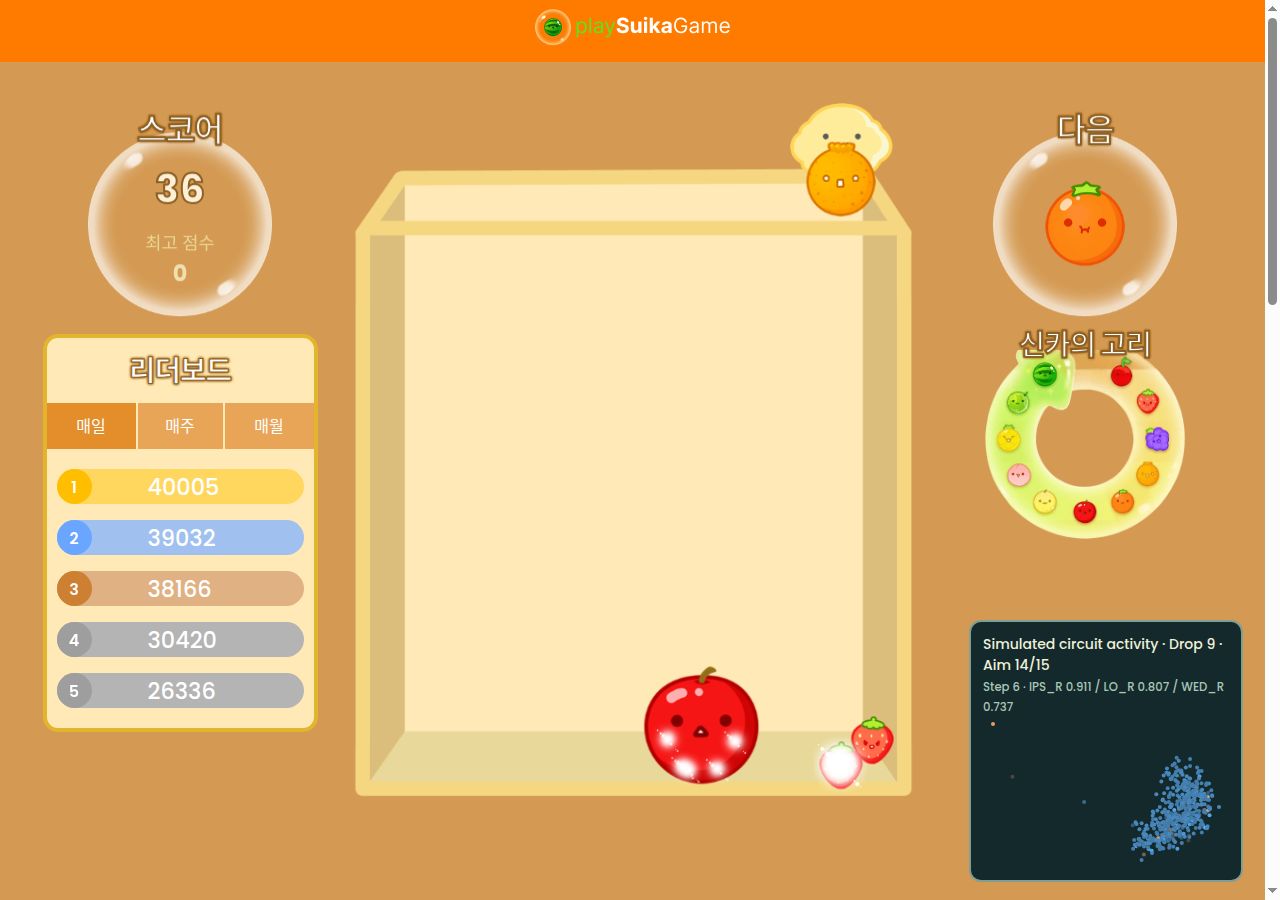 playSuikaGame
스코어
36
최고 점수
0
리더보드
매일 매주 매월
1 40005
2 39032
3 38166
4 30420
5 26336
다음
신카의 고리
Simulated circuit activity · Drop 9 ·
Aim 14/15
Step 6 · IPS_R 0.911 / LO_R 0.807 / WED_R
0.737